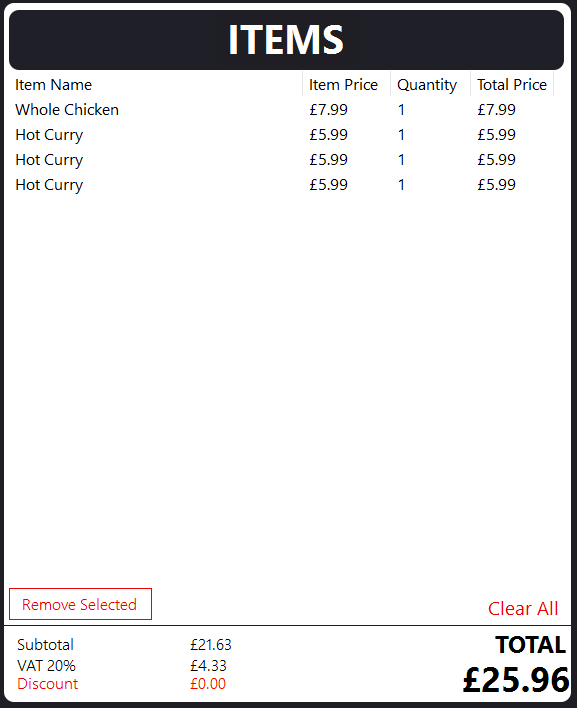 ITEMS
Item Name Item Price Quantity Total Price
Whole Chicken £7.99 1 £7.99
Hot Curry £5.99 1 £5.99
Hot Curry £5.99 1 £5.99
Hot Curry £5.99 1 £5.99
Remove Selected Clear All
Subtotal £21.63 TOTAL
VAT 20% £4.33 £25.96
Discount £0.00